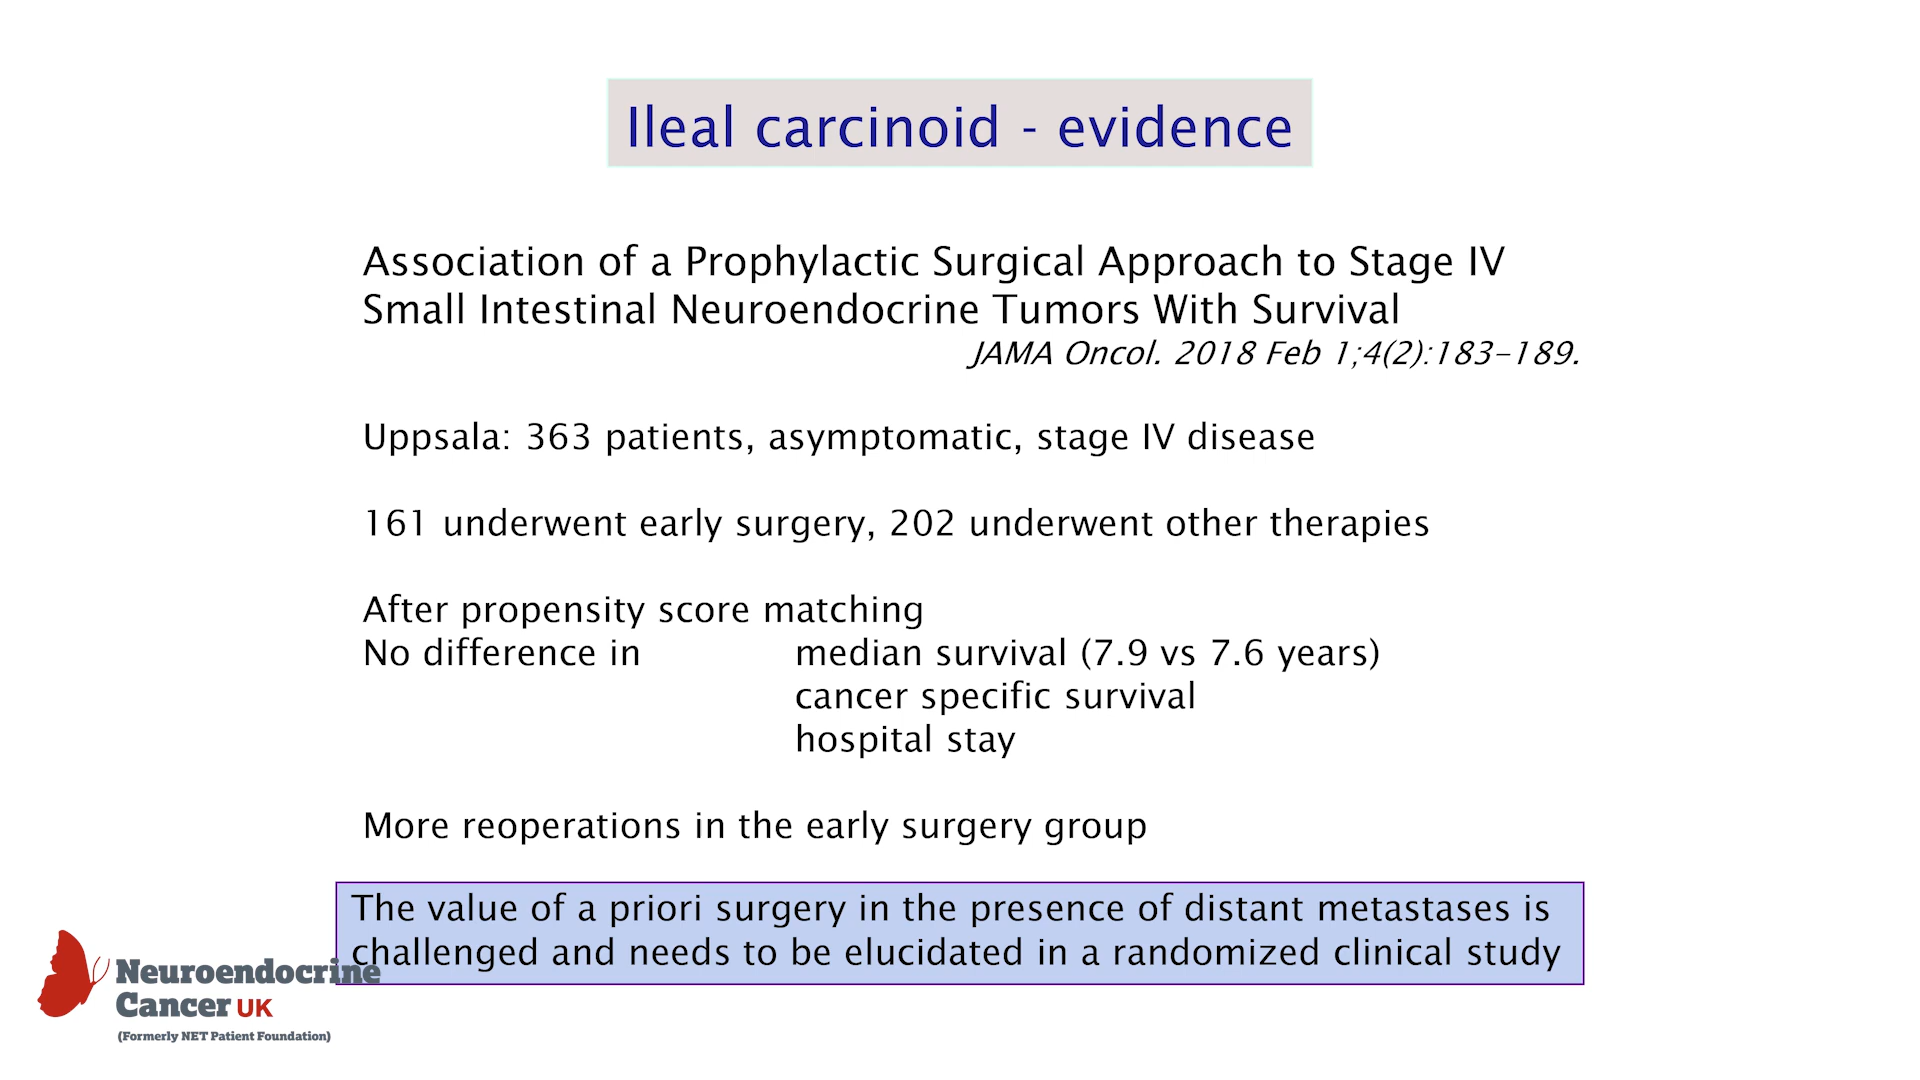 Ileal carcinoid - evidence
Association of a Prophylactic Surgical Approach to Stage IV
Small Intestinal Neuroendocrine Tumors With Survival
JAMA Oncol. 2018 Feb 1;4(2):183-189.
Uppsala: 363 patients, asymptomatic, stage IV disease
161 underwent early surgery, 202 underwent other therapies
After propensity score matching
No difference in median survival (7.9 vs 7.6 years)
cancer specific survival
hospital stay
More reoperations in the early surgery group
The value of a priori surgery in the presence of distant metastases is
challenged and needs to be elucidated in a randomized clinical study
Neuroendocrine
Cancer UK
(Formerly NET Patient Foundation)